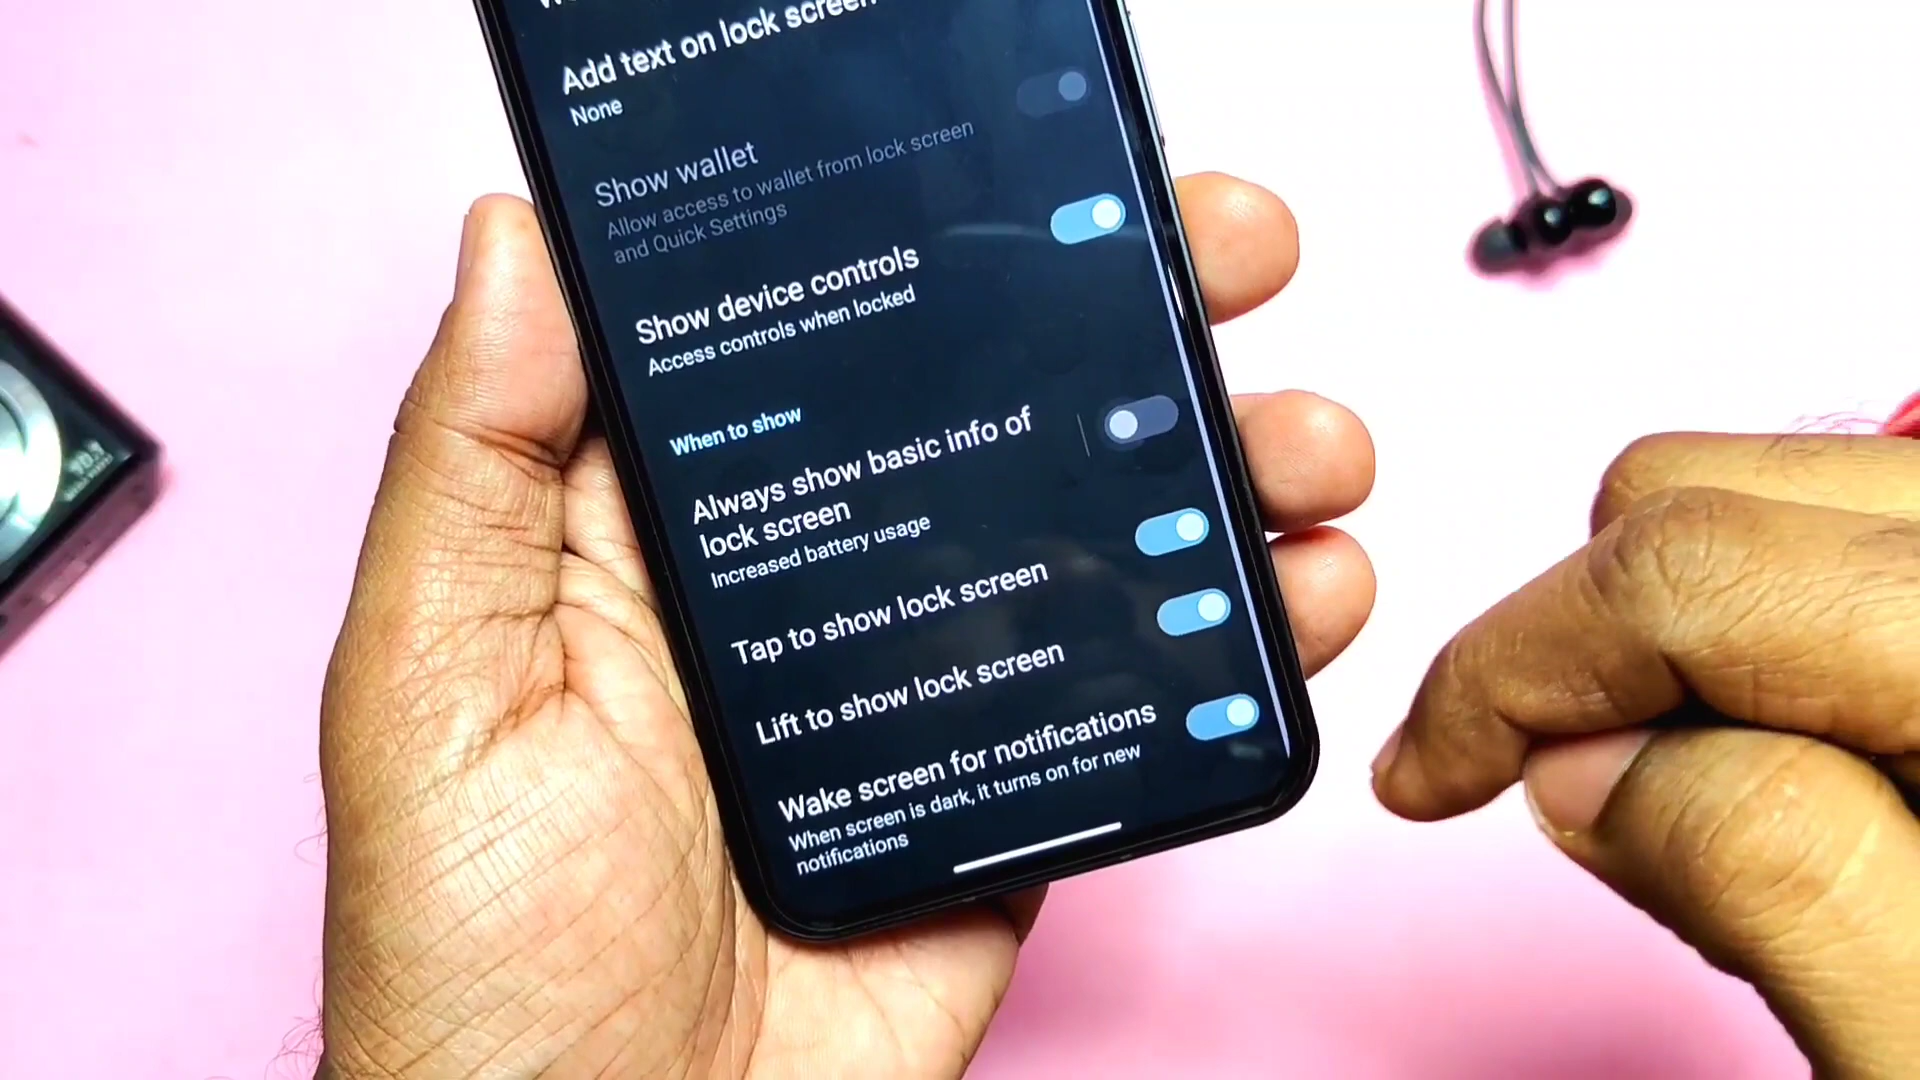 Add text on lock screen
None
Show wallet
Allow access to wallet from lock screen
and Quick Settings
Show device controls
Access controls when locked
When to show
Always show basic info of
lock screen
Increased battery usage
Tap to show lock screen
Lift to show lock screen
Wake screen for notifications
When screen is dark, it turns on for new
notifications